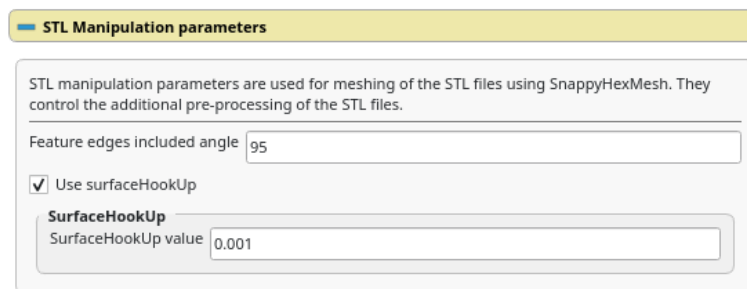 STL Manipulation parameters
STL manipulation parameters are used for meshing of the STL files using SnappyHexMesh. They
control the additional pre-processing of the STL files.
Feature edges included angle 95
Use surfaceHookUp
SurfaceHookUp
SurfaceHookUp value 0.001